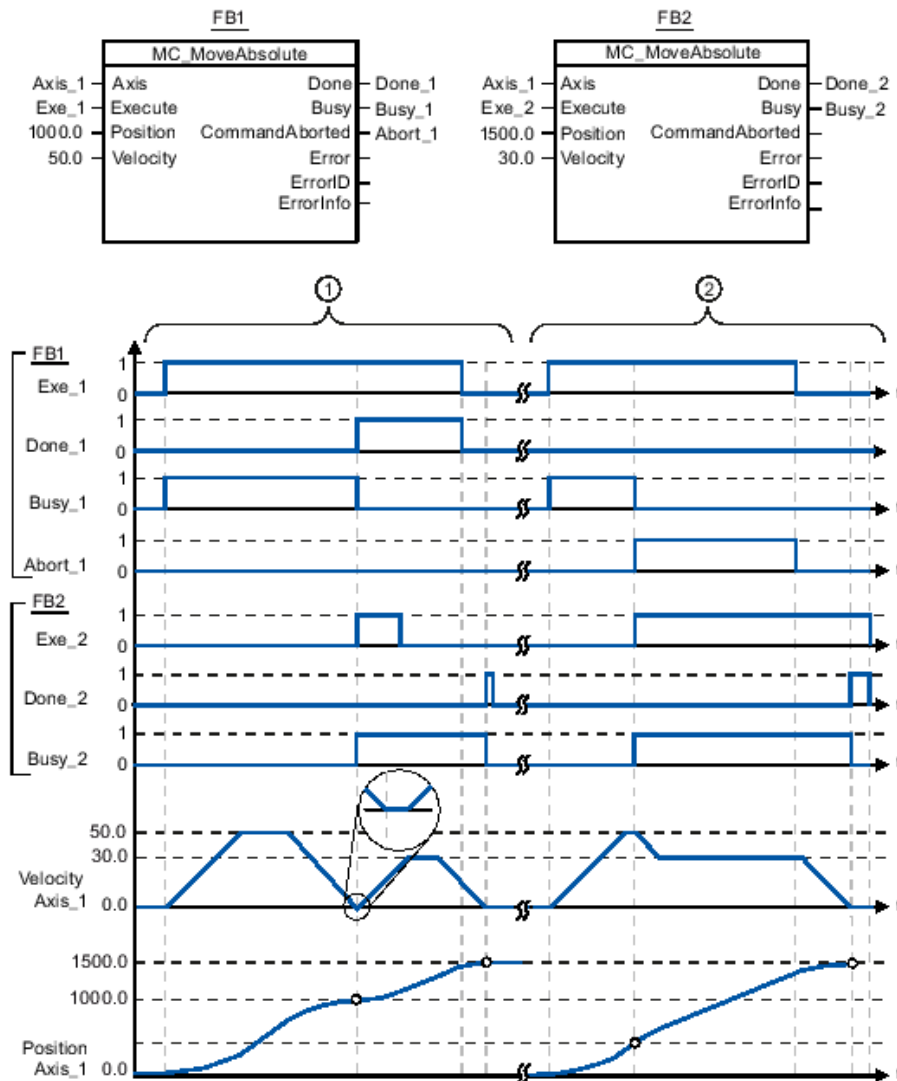 FB1 FB2
MC_MoveAbsolute MC_MoveAbsolute
Axis_1 Axis Done Done_1 Axis_1 Axis Done Done_2
Exe_1 Execute Busy Busy_1 Exe_2 Execute Busy Busy_2
1000.0 Position CommandAborted Abort_1 1500.0 Position CommandAborted
50.0 Velocity Error 30.0 Velocity Error
ErrorID ErrorID
ErrorInfo ErrorInfo
1 2
FB1
1
Exe_1 0 t
1
Done_1 0 t
1
Busy_1 0 t
1
Abort_1 0 t
FB2
1
Exe_2 0 t
1
Done_2 0 t
1
Busy_2 0 t
50.0
30.0
Velocity
Axis_1 0.0 t
1500.0
1000.0
Position
Axis_1 0.0 t